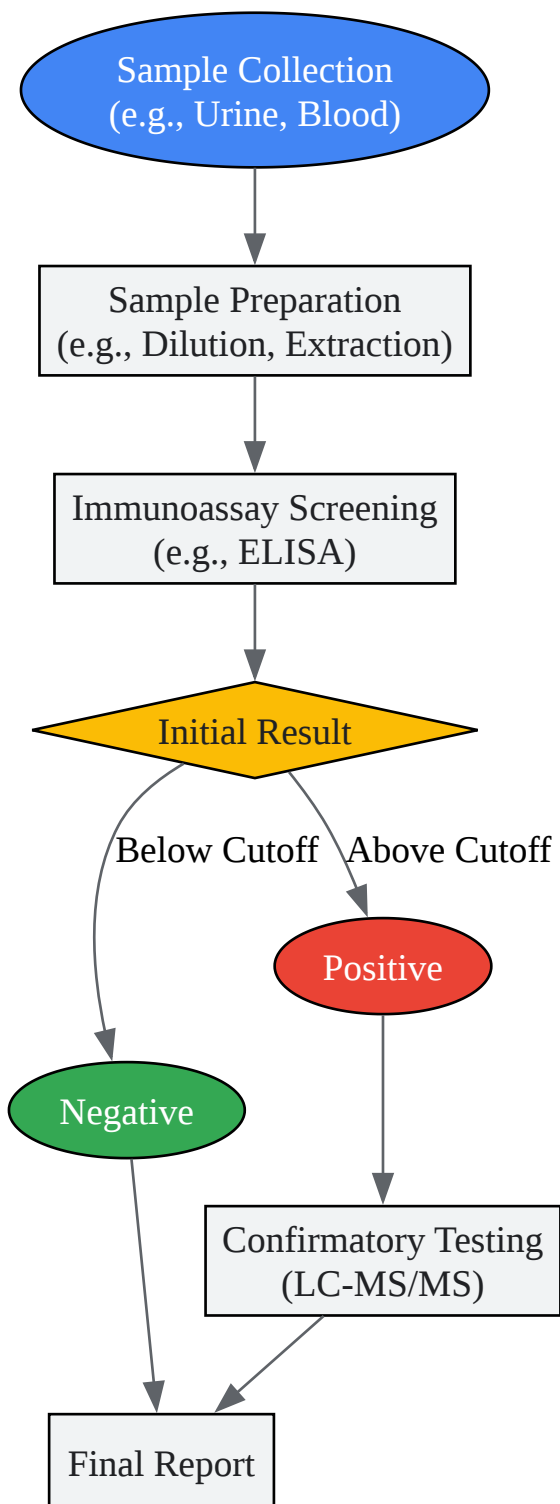 Sample Collection
(e.g., Urine, Blood)
Sample Preparation
(e.g., Dilution, Extraction)
Immunoassay Screening
(e.g., ELISA)
Initial Result
Below Cutoff
Above Cutoff
Positive
Negative
Confirmatory Testing
(LC-MS/MS)
Final Report